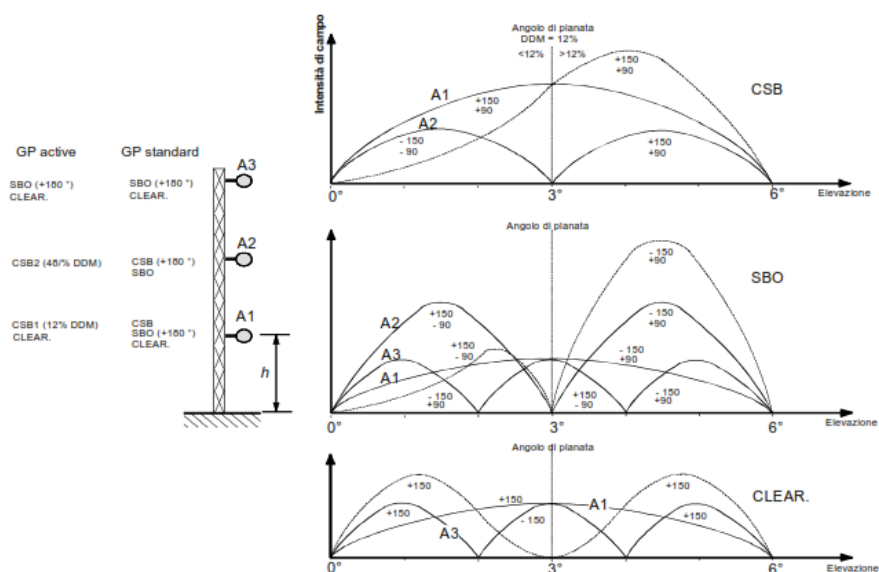 GP active
SBO (+180 °)
CLEAR.
CSB2 (48/% DDM)
CSB1 (12% DDM)
CLEAR.
GP standard
SBO (+180 °)
CLEAR.
CSB (+180 °)
SBO
CSB
SBO (+180 °)
CLEAR.
A3
A2
A1
h
Intensità di campo
Angolo di planata
DDM = 12%
<12% >12%
CSB
A1
A2
+150
+90
- 150
- 90
+150
+90
+150
+90
0°
3°
6°
Elevazione
Angolo di planata
SBO
A2
A3
A1
+150
- 90
+150
- 90
- 150
+90
- 150
+90
- 150
+90
- 150
+90
+150
- 90
- 150
+90
0°
3°
6°
Elevazione
Angolo di planata
CLEAR.
+150
+150
+150
A3
- 150
A1
+150
+150
0°
3°
6°
Elevazione